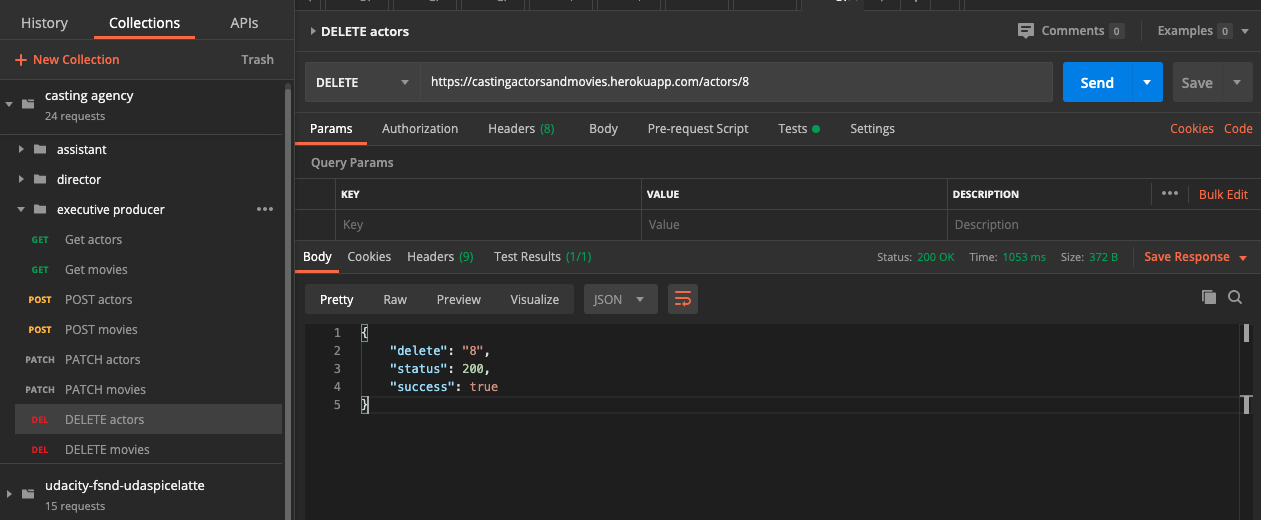 History Collections APIs
+ New Collection Trash
casting agency
24 requests
assistant
director
executive producer •••
GET Get actors
GET Get movies
POST POST actors
POST POST movies
PATCH PATCH actors
PATCH PATCH movies
DEL DELETE actors
DEL DELETE movies
udacity-fsnd-udaspicelatte
15 requests
DELETE actors Comments 0 Examples 0
DELETE https://castingactorsandmovies.herokuapp.com/actors/8 Send Save
Params Authorization Headers (8) Body Pre-request Script Tests Settings Cookies Code
Query Params
KEY VALUE DESCRIPTION ••• Bulk Edit
Key Value Description
Body Cookies Headers (9) Test Results (1/1) Status: 200 OK Time: 1053 ms Size: 372 B Save Response
Pretty Raw Preview Visualize JSON
1 {
2 "delete": "8",
3 "status": 200,
4 "success": true
5 }